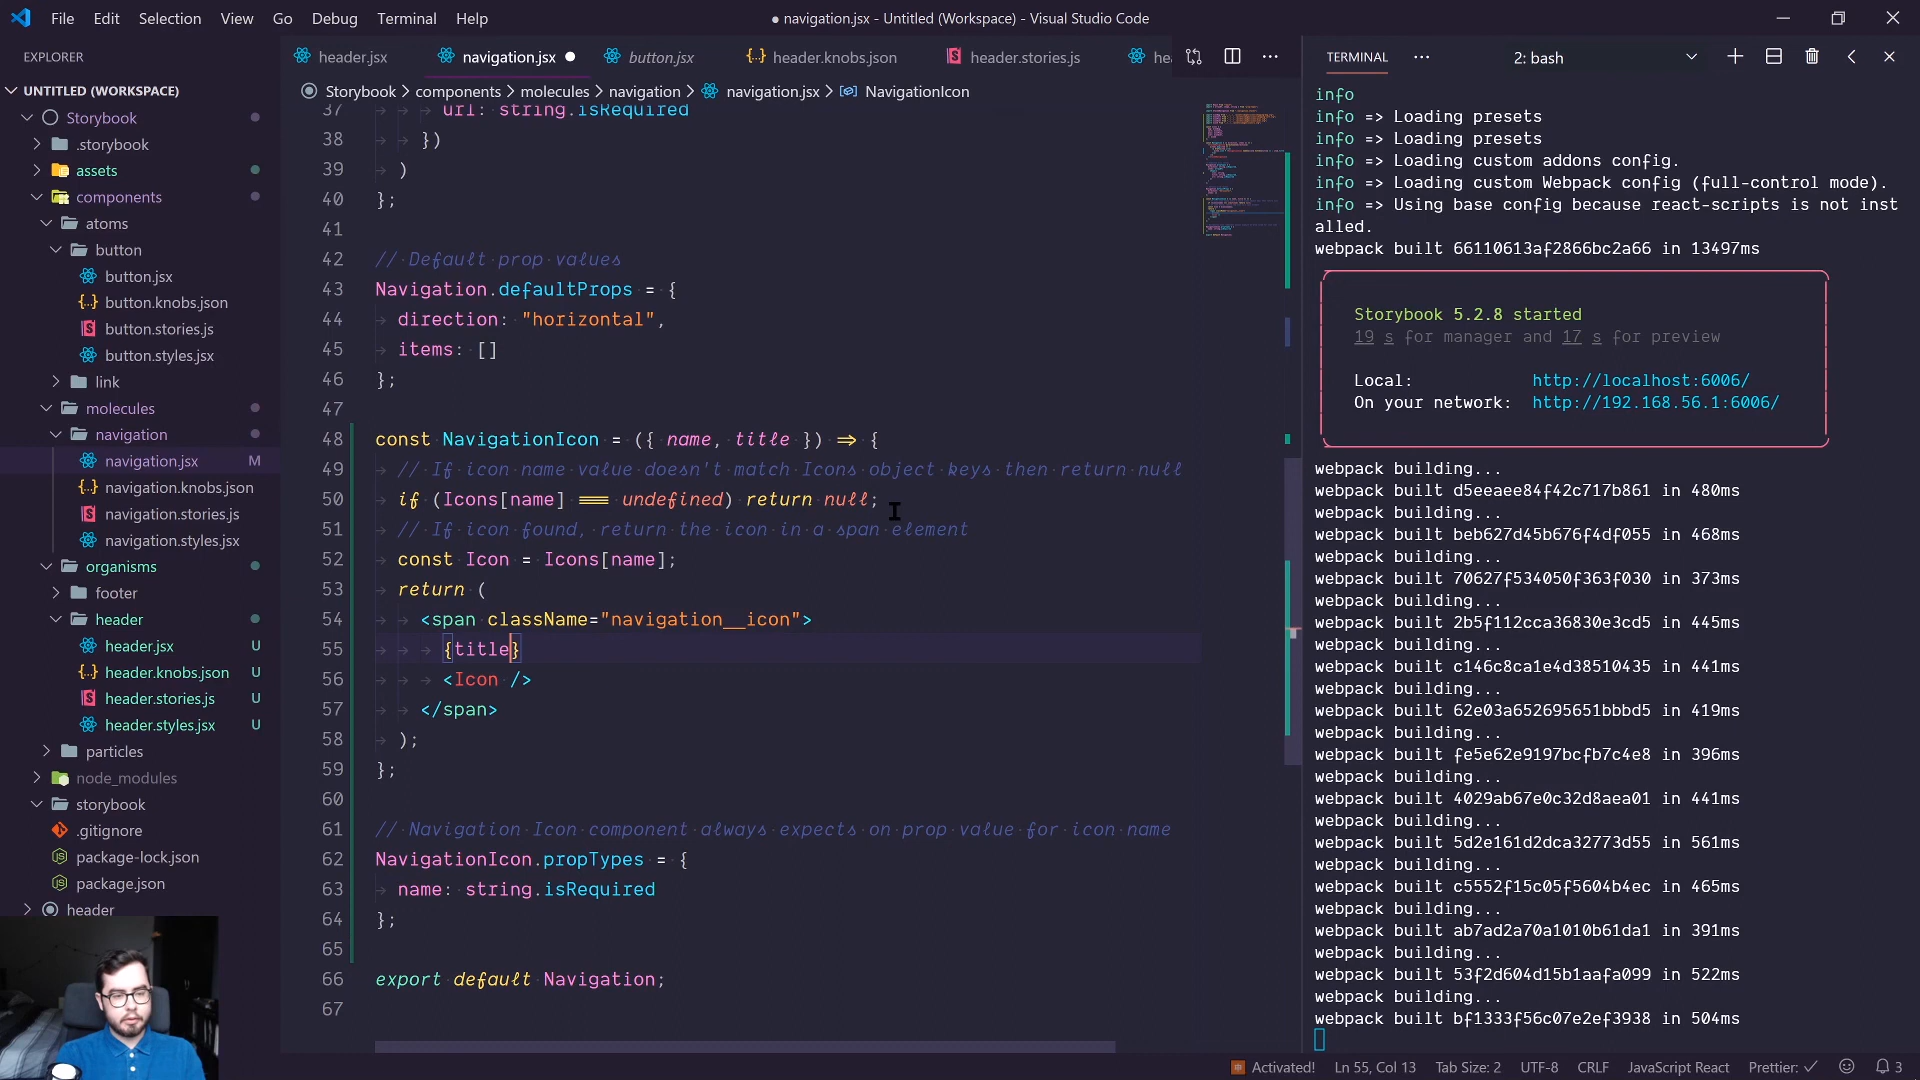 File Edit Selection View Go Debug Terminal Help
● navigation.jsx - Untitled (Workspace) - Visual Studio Code
EXPLORER
UNTITLED (WORKSPACE)
Storybook
.storybook
assets
components
atoms
button
button.jsx
button.knobs.json
button.stories.js
button.styles.jsx
link
molecules
navigation
navigation.jsx M
navigation.knobs.json
navigation.stories.js
navigation.styles.jsx
organisms
footer
header
header.jsx U
header.knobs.json U
header.stories.js U
header.styles.jsx U
particles
node_modules
storybook
.gitignore
package-lock.json
package.json
header
header.jsx navigation.jsx button.jsx header.knobs.json header.stories.js
Storybook > components > molecules > navigation > navigation.jsx > NavigationIcon
37 url: string.isRequired
38 })
39 )
40 };
41
42 // Default prop values
43 Navigation.defaultProps = {
44 direction: "horizontal",
45 items: []
46 };
47
48 const NavigationIcon = ({ name, title }) => {
49 // If icon name value doesn't match Icons object keys then return null
50 if (Icons[name] === undefined) return null;
51 // If icon found, return the icon in a span element
52 const Icon = Icons[name];
53 return (
54 <span className="navigation__icon">
55 {title}
56 <Icon />
57 </span>
58 );
59 };
60
61 // Navigation Icon component always expects on prop value for icon name
62 NavigationIcon.propTypes = {
63 name: string.isRequired
64 };
65
66 export default Navigation;
67
TERMINAL 2: bash
info
info => Loading presets
info => Loading presets
info => Loading custom addons config.
info => Loading custom Webpack config (full-control mode).
info => Using base config because react-scripts is not inst
alled.
webpack built 66110613af2866bc2a66 in 13497ms
Storybook 5.2.8 started
19 s for manager and 17 s for preview
Local: http://localhost:6006/
On your network: http://192.168.56.1:6006/
webpack building...
webpack built d5eeae84f42c717b861 in 480ms
webpack building...
webpack built beb627d45b676f4df055 in 468ms
webpack building...
webpack built 70627f534050f363f030 in 373ms
webpack building...
webpack built 2b5f112cca36830e3cd5 in 445ms
webpack building...
webpack built c146c8ca1e4d38510435 in 441ms
webpack building...
webpack built 62e03a652695651bbbd5 in 419ms
webpack building...
webpack built fe5e62e9197bcfb7c4e8 in 396ms
webpack building...
webpack built 4029ab67e0c32d8aea01 in 441ms
webpack building...
webpack built 5d2e161d2dca32773d55 in 561ms
webpack building...
webpack built c5552f15c05f5604b4ec in 465ms
webpack building...
webpack built ab7ad2a70a1010b61da1 in 391ms
webpack building...
webpack built 53f2d604d15b1aafa099 in 522ms
webpack building...
webpack built bf1333f56c07e2ef3938 in 504ms
Activated! Ln 55, Col 13 Tab Size: 2 UTF-8 CRLF JavaScript React Prettier: ✓ 3